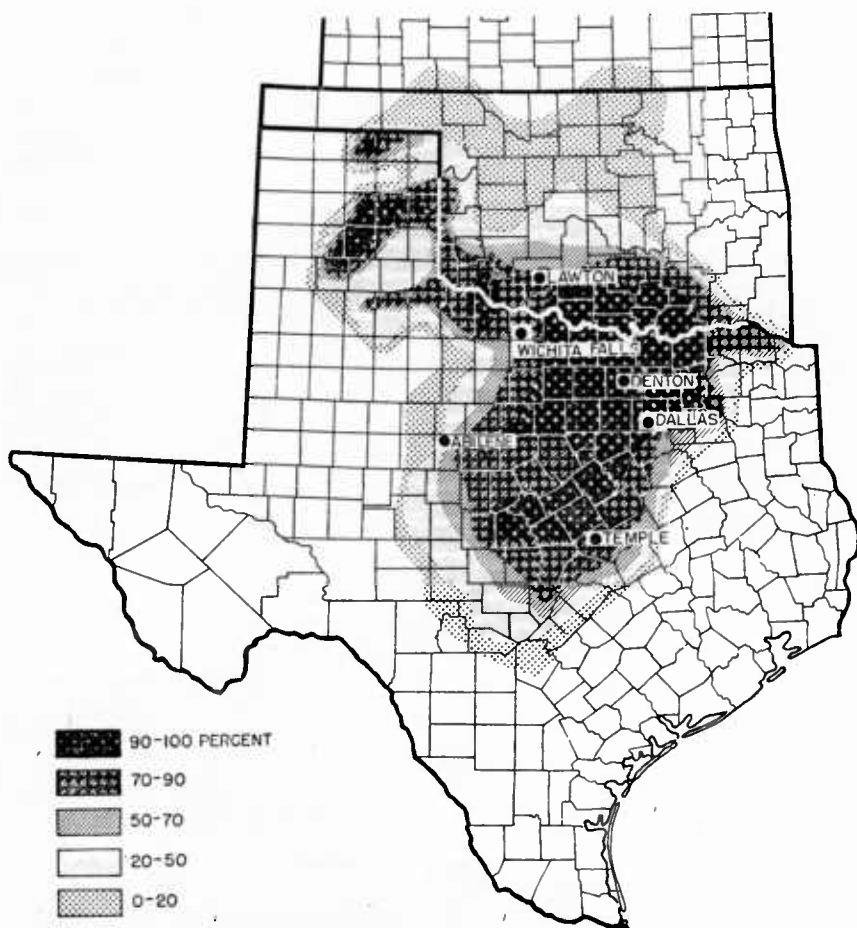 LAWTON
WICHITA FALLS
DENTON
DALLAS
ABILENE
TEMPLE
90-100 PERCENT
70-90
50-70
20-50
0-20